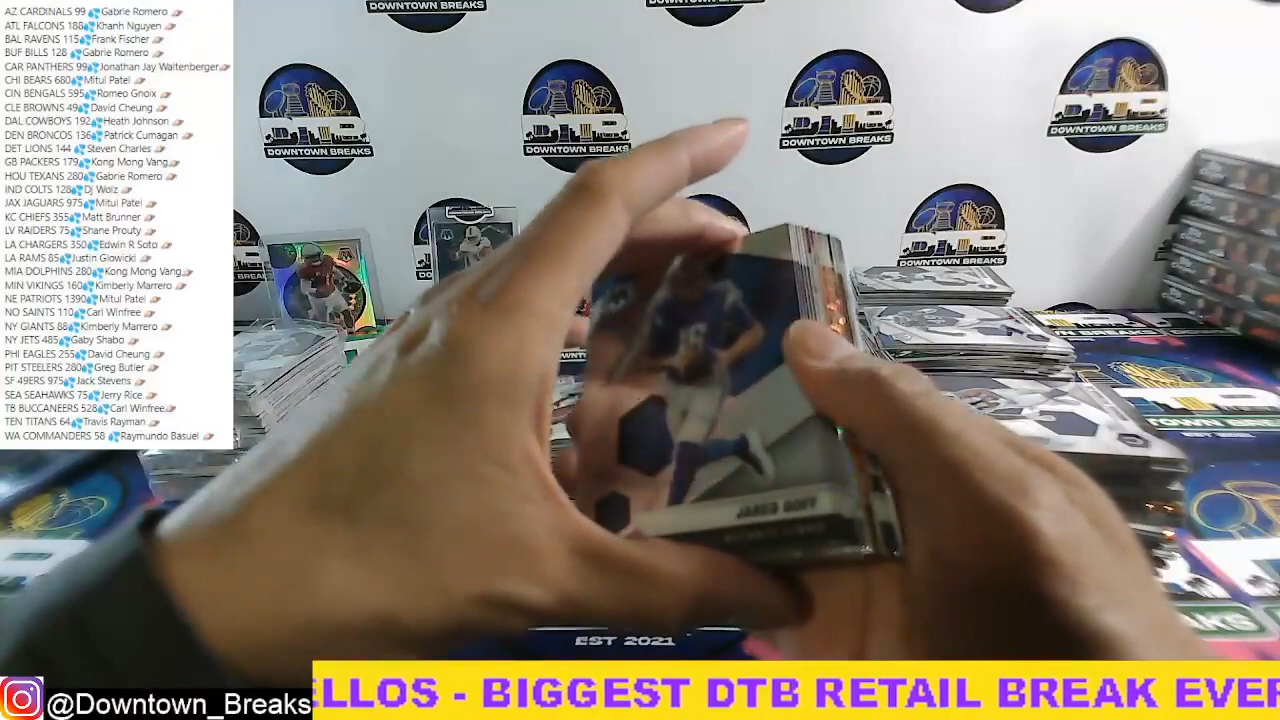 AZ CARDINALS 99 Gabrie Romero
ATL FALCONS 188 Khanh Nguyen
BAL RAVENS 115 Frank Fischer
BUF BILLS 128 Gabrie Romero
CAR PANTHERS 99 Jonathan Jay Waltenberger
CHI BEARS 680 Mitul Patel
CIN BENGALS 595 Romeo Gnoix
CLE BROWNS 49 David Cheung
DAL COWBOYS 192 Heath Johnson
DEN BRONCOS 136 Patrick Cumagan
DET LIONS 144 Steven Charles
GB PACKERS 179 Kong Mong Vang
HOU TEXANS 280 Gabrie Romero
IND COLTS 128 DJ Wolz
JAX JAGUARS 975 Mitul Patel
KC CHIEFS 355 Matt Brunner
LV RAIDERS 75 Shane Prouty
LA CHARGERS 350 Edwin R Soto
LA RAMS 85 Justin Glowicki
MIA DOLPHINS 280 Kong Mong Vang
MIN VIKINGS 160 Kimberly Marrero
NE PATRIOTS 1390 Mitul Patel
NO SAINTS 110 Carl Winfree
NY GIANTS 88 Kimberly Marrero
NY JETS 485 Gaby Shabo
PHI EAGLES 255 David Cheung
PIT STEELERS 280 Greg Butler
SF 49ERS 975 Jack Stevens
SEA SEAHAWKS 75 Jerry Rice
TB BUCCANEERS 528 Carl Winfree
TEN TITANS 64 Travis Rayman
WA COMMANDERS 58 Raymundo Basuel
DOWNTOWN BREAKS
DOWNTOWN BREAKS
DTB
DOWNTOWN BREAKS
DTB
DOWNTOWN BREAKS
DTB
DOWNTOWN BREAKS
DTB
DOWNTOWN BREAKS
DTB
DOWNTOWN BREAKS
JARED GOFF
EST 2021
@Downtown_Breaks
ELLOS - BIGGEST DTB RETAIL BREAK EVER